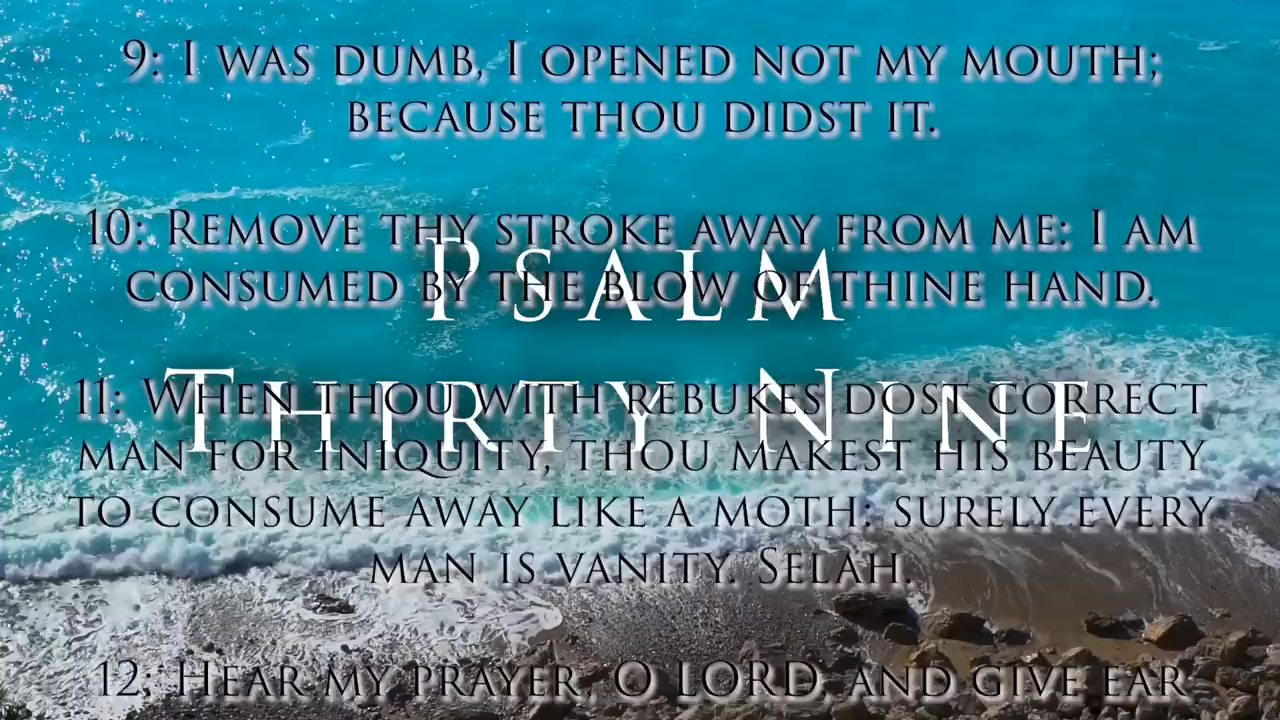 9: I was dumb, I opened not my mouth;
because thou didst it.
10: Remove thy stroke away from me: I am
consumed by the blow of thine hand.
Psalm
Thirty Nine
11: When thou with rebukes dost correct
man for iniquity, thou makest his beauty
to consume away like a moth: surely every
man is vanity. Selah.
12: Hear my prayer, O LORD, and give ear